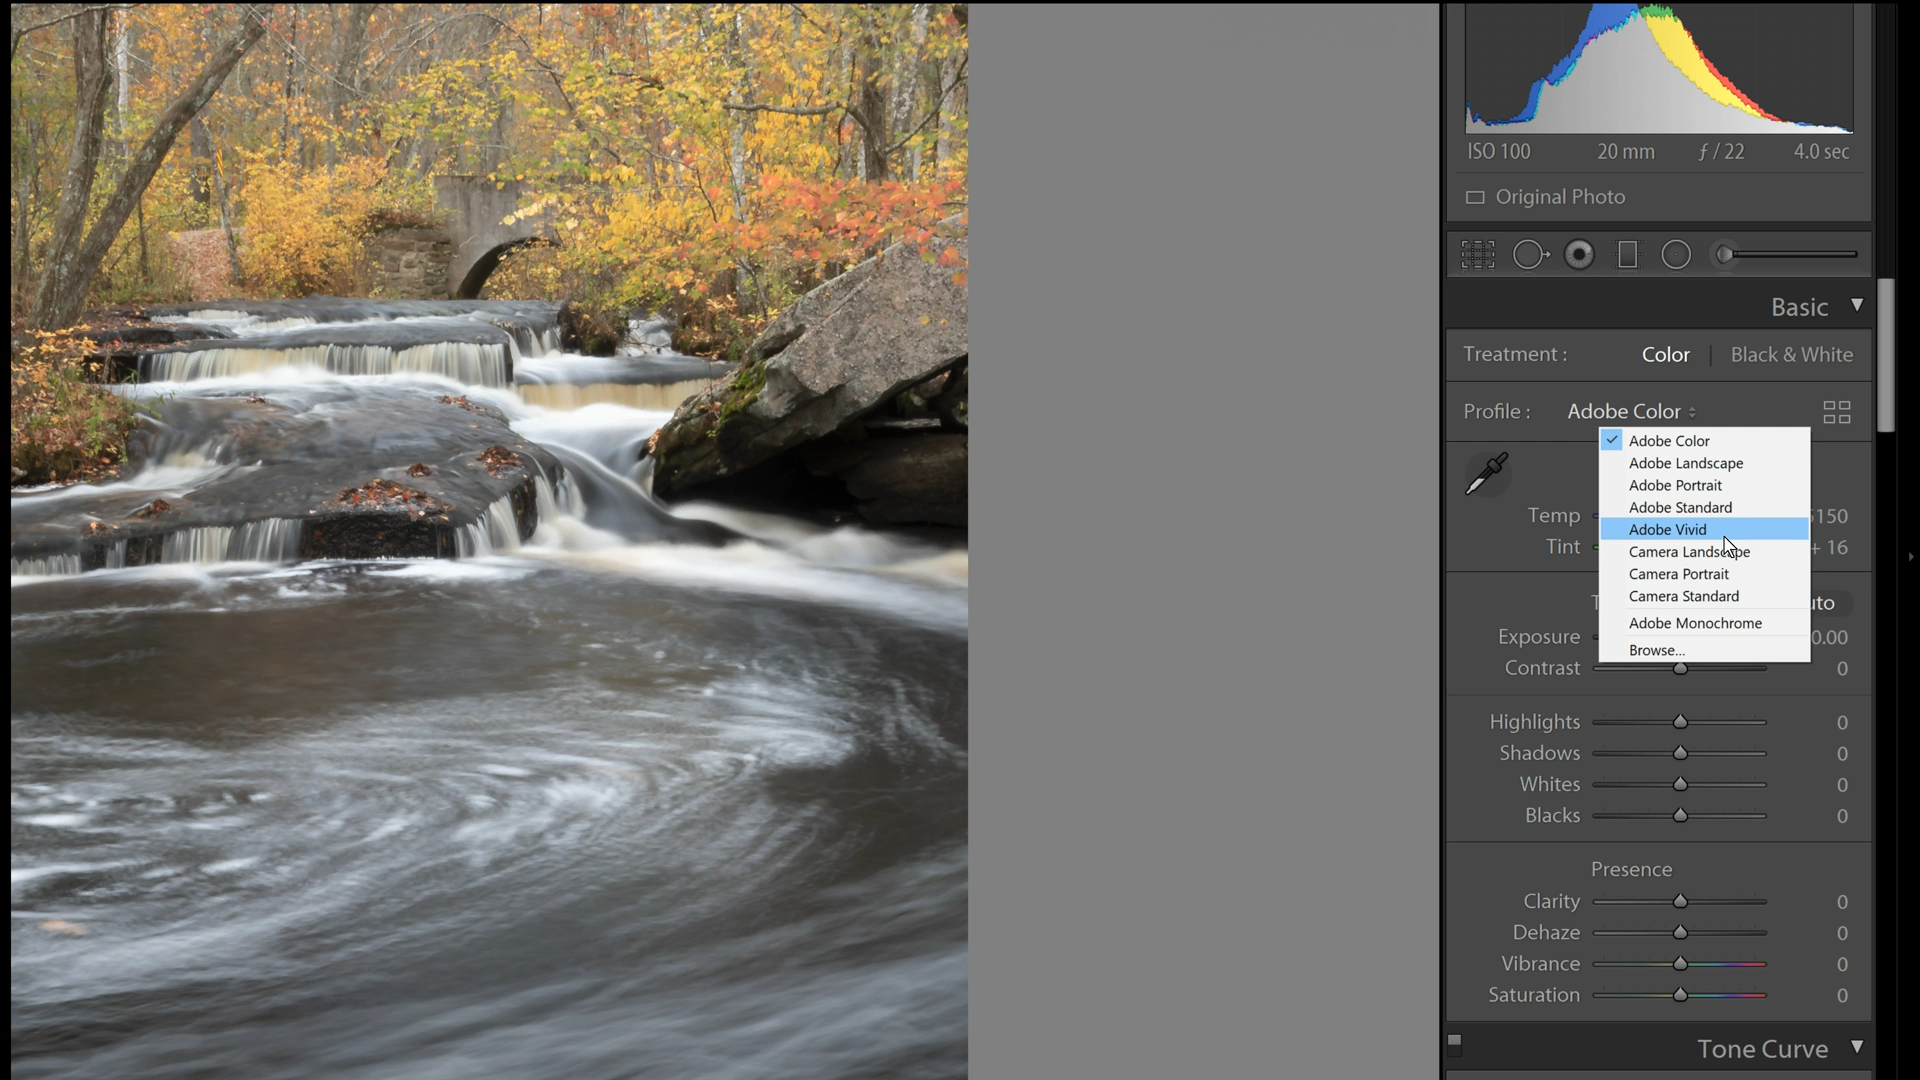 ISO 100 20 mm ƒ / 22 4.0 sec
Original Photo
Basic
Treatment : Color Black & White
Profile : Adobe Color
Adobe Color
Adobe Landscape
Adobe Portrait
Adobe Standard
Adobe Vivid
Camera Landscape
Camera Portrait
Camera Standard
Adobe Monochrome
Browse...
Temp 150
Tint + 16
Exposure 0.00
Contrast 0
Highlights 0
Shadows 0
Whites 0
Blacks 0
Presence
Clarity 0
Dehaze 0
Vibrance 0
Saturation 0
Tone Curve